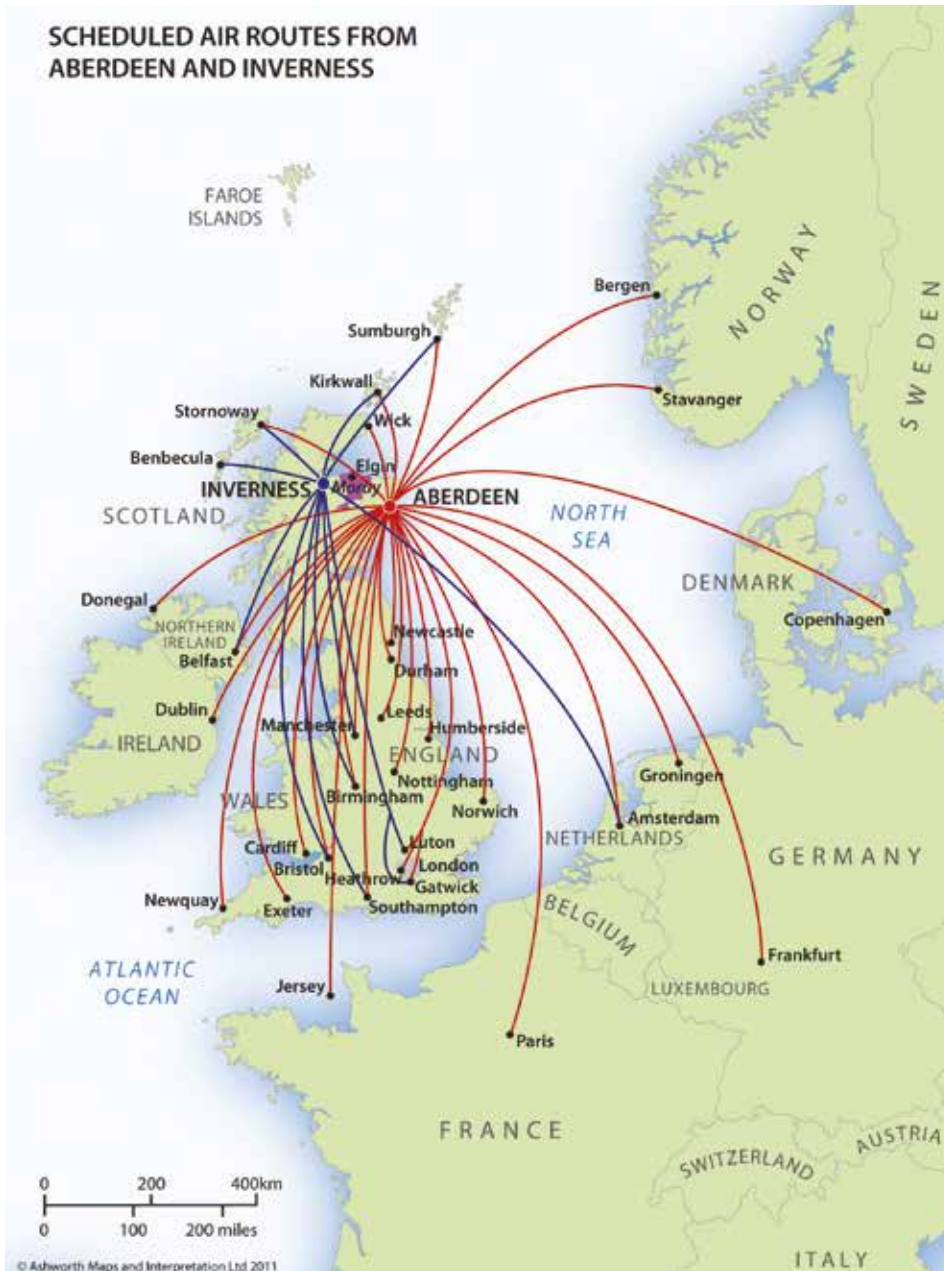 SCHEDULED AIR ROUTES FROM
ABERDEEN AND INVERNESS
FAROE
ISLANDS
Bergen
NORWAY
SWEDEN
Sumburgh
Kirkwall
Stavanger
Stornoway
Wick
Benbecula
Elgin
INVERNESS
Moray
ABERDEEN
SCOTLAND
NORTH
SEA
DENMARK
Donegal
Copenhagen
NORTHERN
IRELAND
Newcastle
Belfast
Durham
Dublin
Leeds
Manchester
Humberside
IRELAND
ENGLAND
Groningen
Nottingham
WALES
Birmingham
Norwich
Amsterdam
NETHERLANDS
Luton
Cardiff
GERMANY
Bristol
London
Heathrow
Gatwick
Newquay
Exeter
Southampton
BELGIUM
Frankfurt
ATLANTIC
OCEAN
Jersey
LUXEMBOURG
Paris
FRANCE
AUSTRIA
SWITZERLAND
0 200 400km
0 100 200 miles
ITALY
© Ashworth Maps and Interpretation Ltd 2011